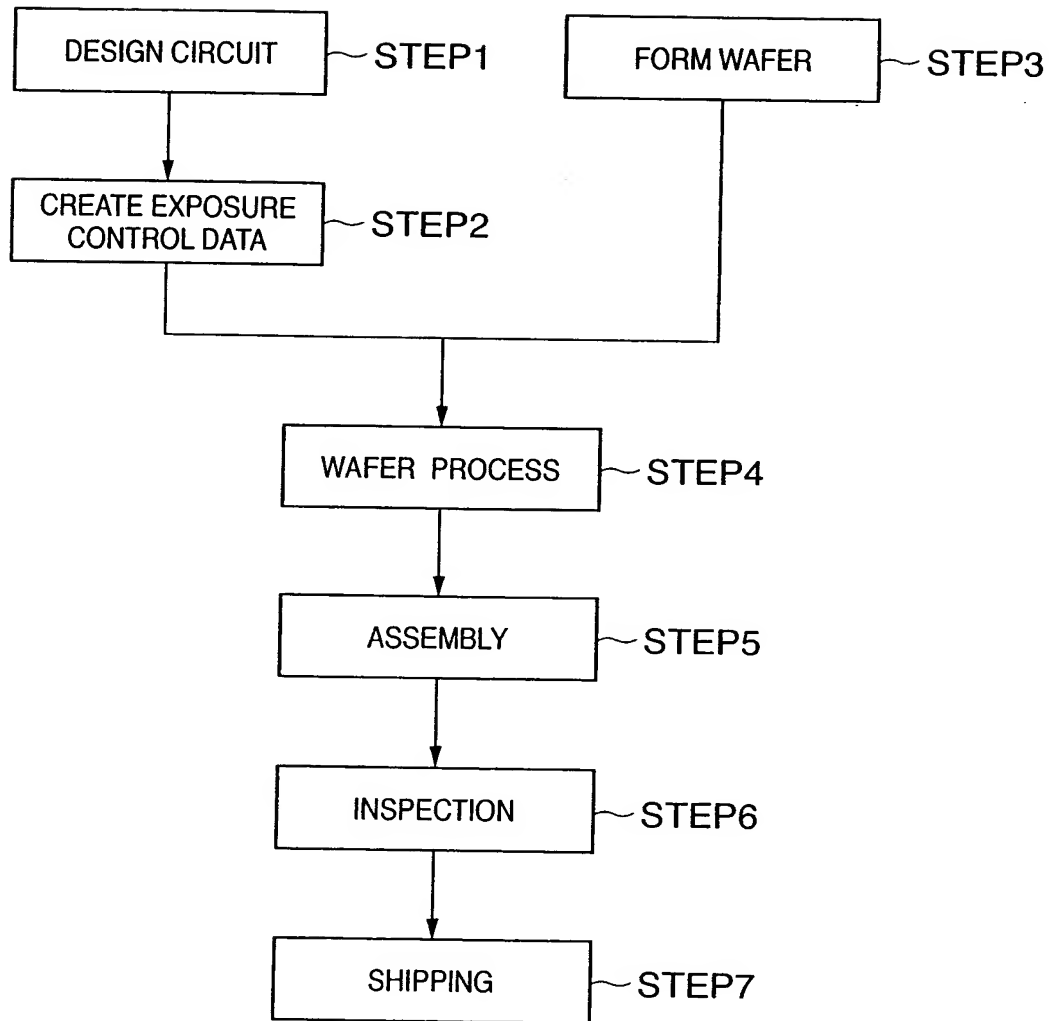 DESIGN CIRCUIT
STEP1
FORM WAFER
STEP3
CREATE EXPOSURE
CONTROL DATA
STEP2
WAFER PROCESS
STEP4
ASSEMBLY
STEP5
INSPECTION
STEP6
SHIPPING
STEP7